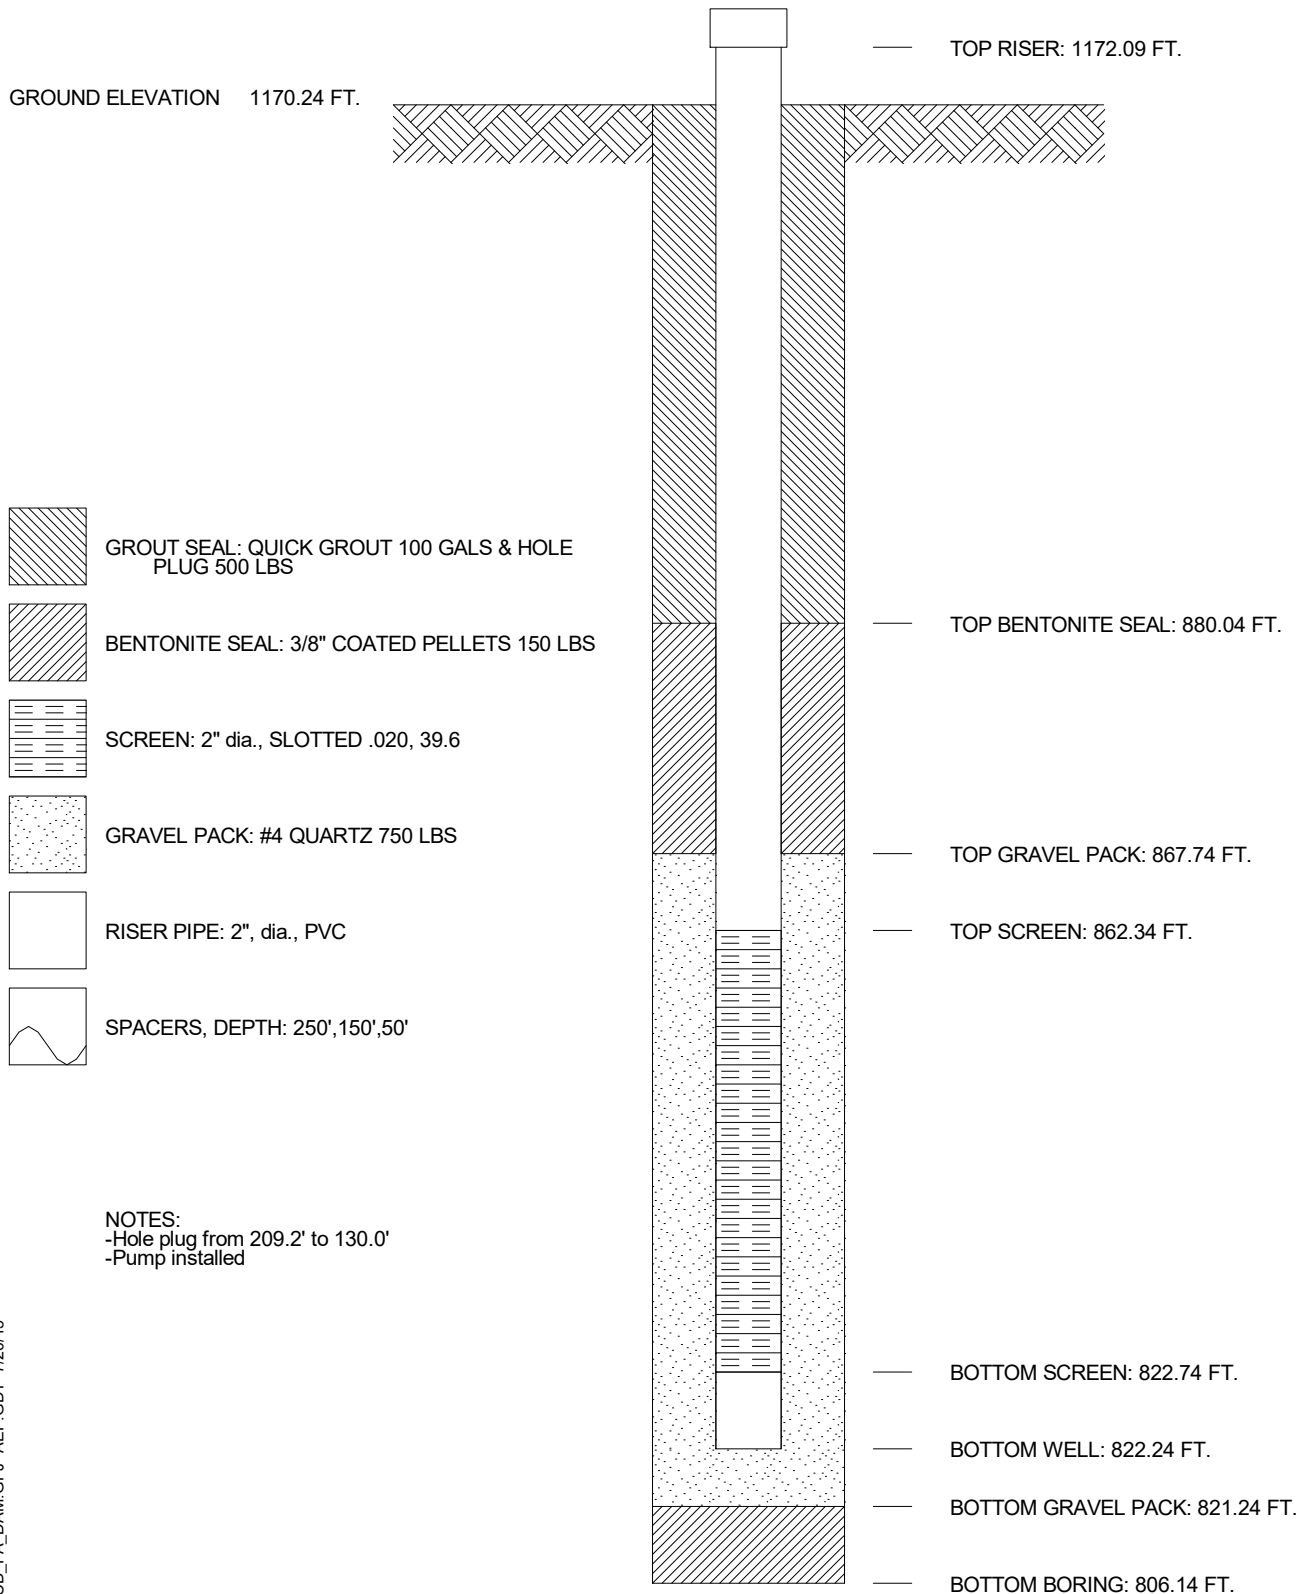 TOP RISER: 1172.09 FT.
GROUND ELEVATION 1170.24 FT.
GROUT SEAL: QUICK GROUT 100 GALS & HOLE
PLUG 500 LBS
TOP BENTONITE SEAL: 880.04 FT.
BENTONITE SEAL: 3/8" COATED PELLETS 150 LBS
SCREEN: 2" dia., SLOTTED .020, 39.6
GRAVEL PACK: #4 QUARTZ 750 LBS
TOP GRAVEL PACK: 867.74 FT.
RISER PIPE: 2", dia., PVC
TOP SCREEN: 862.34 FT.
SPACERS, DEPTH: 250',150',50'
NOTES:
-Hole plug from 209.2' to 130.0'
-Pump installed
BOTTOM SCREEN: 822.74 FT.
BOTTOM WELL: 822.24 FT.
BOTTOM GRAVEL PACK: 821.24 FT.
BOTTOM BORING: 806.14 FT.